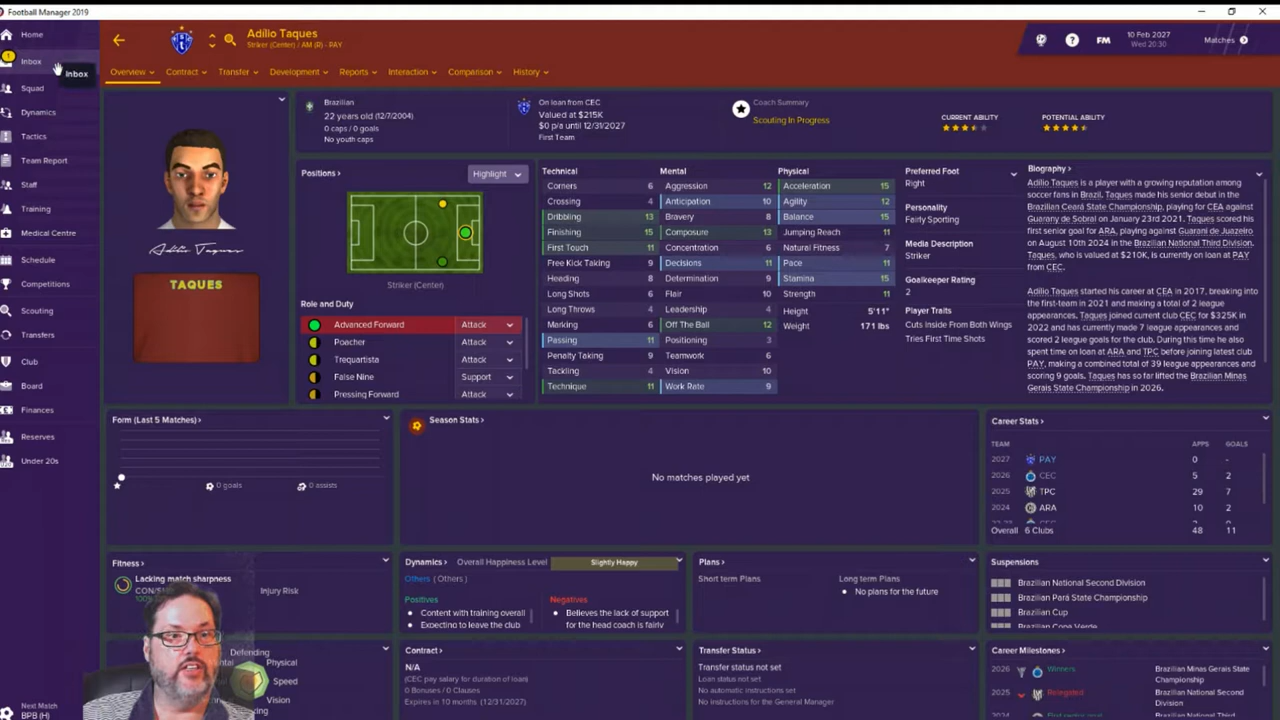 Football Manager 2019
Home
Inbox
1
Inbox
Squad
Dynamics
Tactics
Team Report
Staff
Training
Medical Centre
Schedule
Competitions
Scouting
Transfers
Club
Board
Finances
Reserves
Under 20s
Next Match
BPB (H)
Adílio Taques
Striker (Center) / AM (R) - PAY
?
FM
10 Feb 2027
Wed 20:30
Matches
Overview
Contract
Transfer
Development
Reports
Interaction
Comparison
History
Adílio Taques
TAQUES
Brazilian
22 years old (12/7/2004)
0 caps / 0 goals
No youth caps
On loan from CEC
Valued at $215K
$0 p/a until 12/31/2027
First Team
Coach Summary
Scouting In Progress
CURRENT ABILITY
POTENTIAL ABILITY
Positions
Highlight
Striker (Center)
Role and Duty
Advanced Forward Attack
Poacher Attack
Trequartista Attack
False Nine Support
Pressing Forward Attack
Technical
Corners 6
Crossing 4
Dribbling 13
Finishing 15
First Touch 11
Free Kick Taking 9
Heading 8
Long Shots 6
Long Throws 4
Marking 6
Passing 11
Penalty Taking 9
Tackling 4
Technique 11
Mental
Aggression 12
Anticipation 10
Bravery 8
Composure 13
Concentration 6
Decisions 11
Determination 9
Flair 10
Leadership 4
Off The Ball 12
Positioning 3
Teamwork 6
Vision 10
Work Rate 9
Physical
Acceleration 15
Agility 12
Balance 15
Jumping Reach 11
Natural Fitness 7
Pace 11
Stamina 15
Strength 11
Height 5'11"
Weight 171 lbs
Preferred Foot
Right
Personality
Fairly Sporting
Media Description
Striker
Goalkeeper Rating
2
Player Traits
Cuts Inside From Both Wings
Tries First Time Shots
Biography
Adílio Taques is a player with a growing reputation among
soccer fans in Brazil. Taques made his senior debut in the
Brazilian Ceará State Championship, playing for CEA against
Guarany de Sobral on January 23rd 2021. Taques scored his
first senior goal for ARA, playing against Guarani de Juazeiro
on August 10th 2024 in the Brazilian National Third Division.
Taques, who is valued at $210K, is currently on loan at PAY
from CEC.
Adílio Taques started his career at CEA in 2017, breaking into
the first-team in 2021 and making a total of 2 league
appearances. Taques joined current club CEC for $325K in
2022 and has currently made 7 league appearances and
scored 2 league goals for the club. During this time he also
spent time on loan at ARA and TPC before joining latest club
PAY, making a combined total of 39 league appearances and
scoring 9 goals. Taques has so far lifted the Brazilian Minas
Gerais State Championship in 2026.
Form (Last 5 Matches)
0 goals
0 assists
Season Stats
No matches played yet
Career Stats
TEAM APPS GOALS
2027 PAY 0 -
2026 CEC 5 2
2025 TPC 29 7
2024 ARA 10 2
Overall 6 Clubs 48 11
Fitness
Lacking match sharpness
100%
Injury Risk
Dynamics Overall Happiness Level Slightly Happy
Others (Others)
Positives
Content with training overall
Expecting to leave the club
Negatives
Believes the lack of support
for the head coach is fairly
Plans
Short term Plans
Long term Plans
No plans for the future
Suspensions
Brazilian National Second Division
Brazilian Pará State Championship
Brazilian Cup
Brazilian Copa Verde
Defending
Physical
Speed
Vision
Contract
N/A
(CEC pay salary for duration of loan)
0 Bonuses / 0 Clauses
Expires in 10 months (12/31/2027)
Transfer Status
Transfer status not set
Loan status not set
No automatic instructions set
No instructions for the General Manager
Career Milestones
2026 Winners Brazilian Minas Gerais State
Championship
2025 Relegated Brazilian National Second
Division
2024 Brazilian National Third